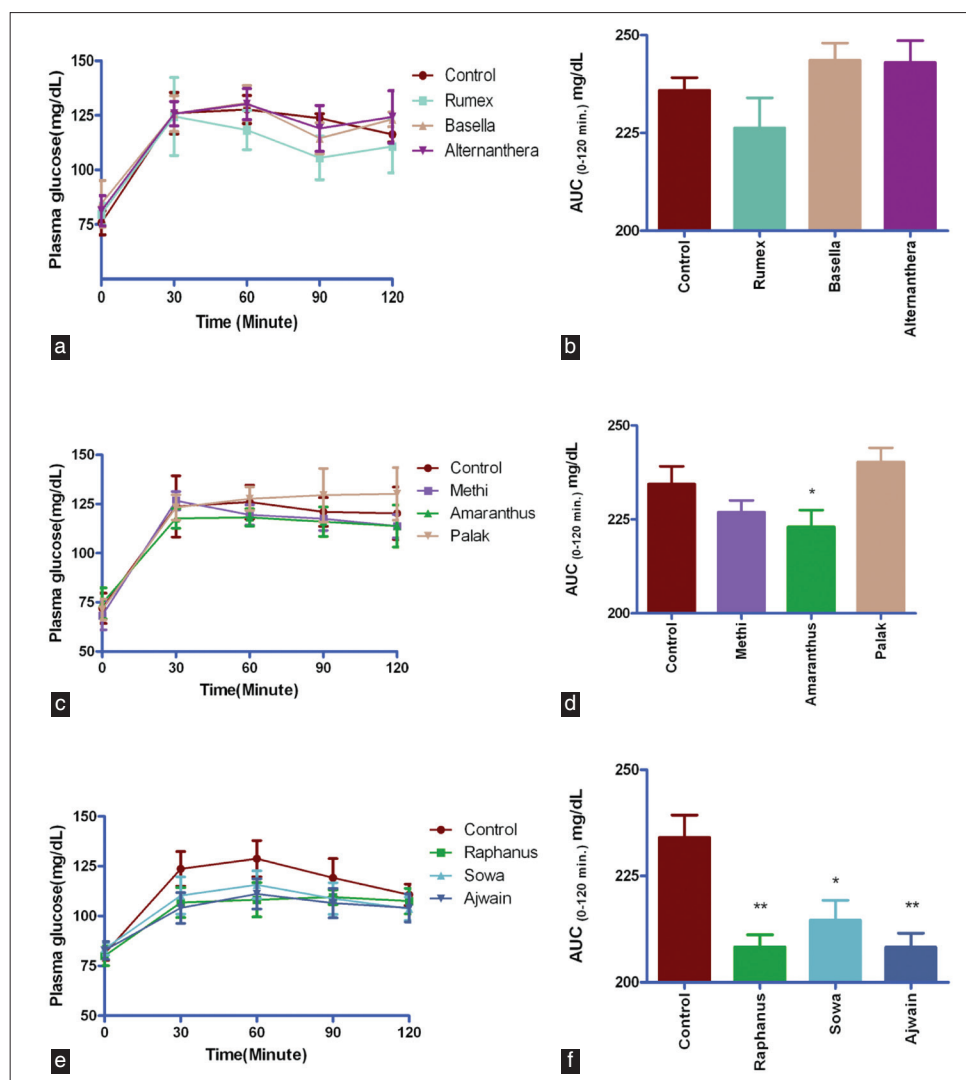 150
125
100
75
Plasma glucose(mg/dL)
0 30 60 90 120
Time (Minute)
Control
Rumex
Basella
Alternanthera
a
250
225
200
AUC (0-120 min.) mg/dL
Control
Rumex
Basella
Alternanthera
b
150
125
100
75
50
Plasma glucose(mg/dL)
0 30 60 90 120
Time(Minute)
Control
Methi
Amaranthus
Palak
c
250
225
200
AUC (0-120 min.) mg/dL
*
Control
Methi
Amaranthus
Palak
d
150
125
100
75
50
Plasma glucose(mg/dL)
0 30 60 90 120
Time(Minute)
Control
Raphanus
Sowa
Ajwain
e
250
225
200
AUC (0-120 min.) mg/dL
** * **
Control
Raphanus
Sowa
Ajwain
f